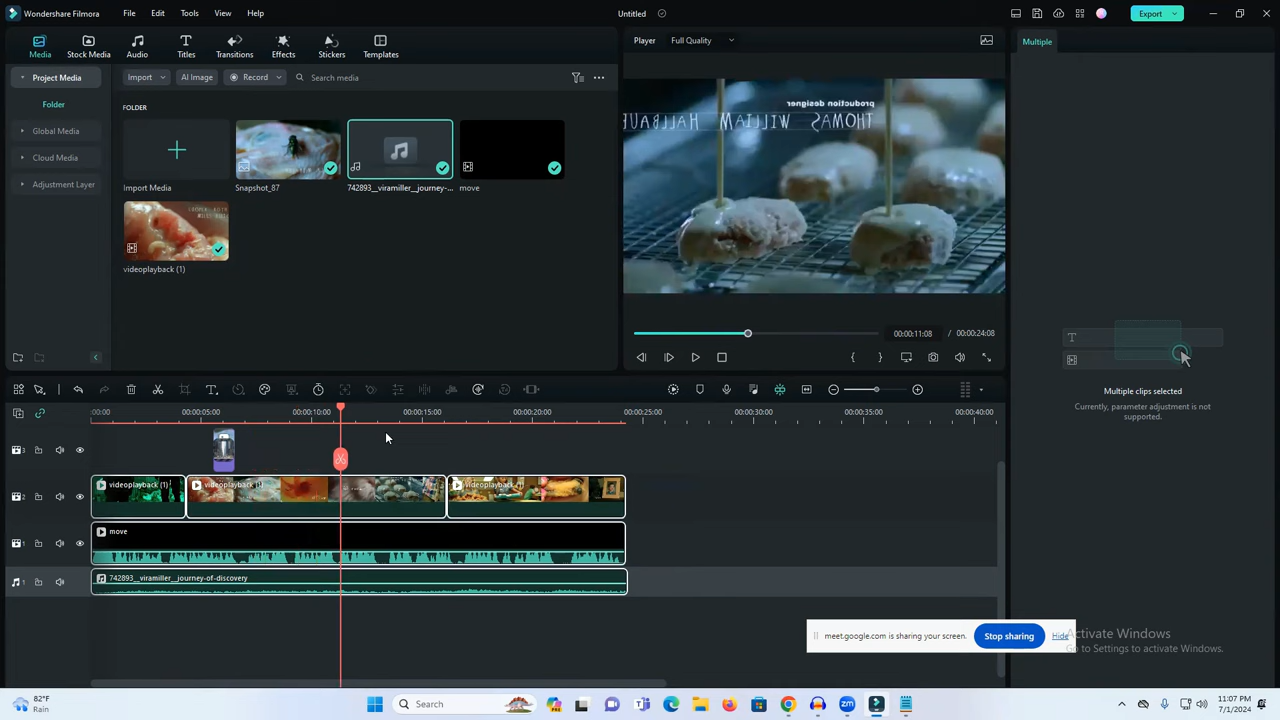 Wondershare Filmora
File
Edit
Tools
View
Help
Untitled
Export
Media
Stock Media
Audio
Titles
Transitions
Effects
Stickers
Templates
Player
Full Quality
Multiple
Project Media
Import
AI Image
Record
Search media
Folder
FOLDER
Global Media
Cloud Media
Adjustment Layer
Import Media
Snapshot_87
742893__viramiller__journey-...
move
videoplayback (1)
production designer
THOMAS WILLIAM HALLBAUE
00:00:11:08 / 00:00:24:08
Multiple clips selected
Currently, parameter adjustment is not
supported.
:00:00
00:00:05:00
00:00:10:00
00:00:15:00
00:00:20:00
00:00:25:00
00:00:30:00
00:00:35:00
00:00:40:00
3
2
videoplayback (1)
videoplayback (1)
videoplayback (1)
1
move
1
742893__viramiller__journey-of-discovery
meet.google.com is sharing your screen.
Stop sharing
Hide
Activate Windows
Go to Settings to activate Windows.
82°F
Rain
Search
11:07 PM
7/1/2024